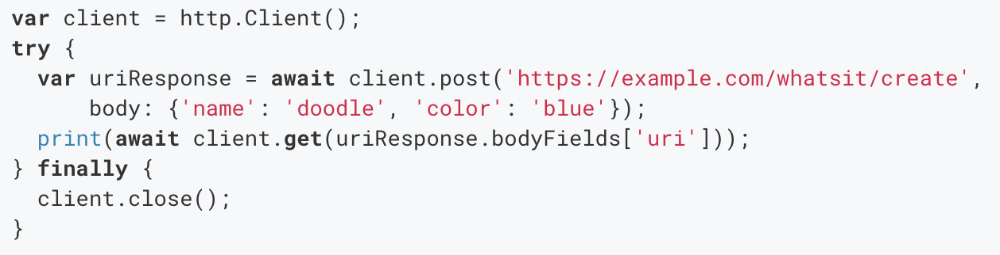 var client = http.Client();
try {
  var uriResponse = await client.post('https://example.com/whatsit/create',
      body: {'name': 'doodle', 'color': 'blue'});
  print(await client.get(uriResponse.bodyFields['uri']));
} finally {
  client.close();
}